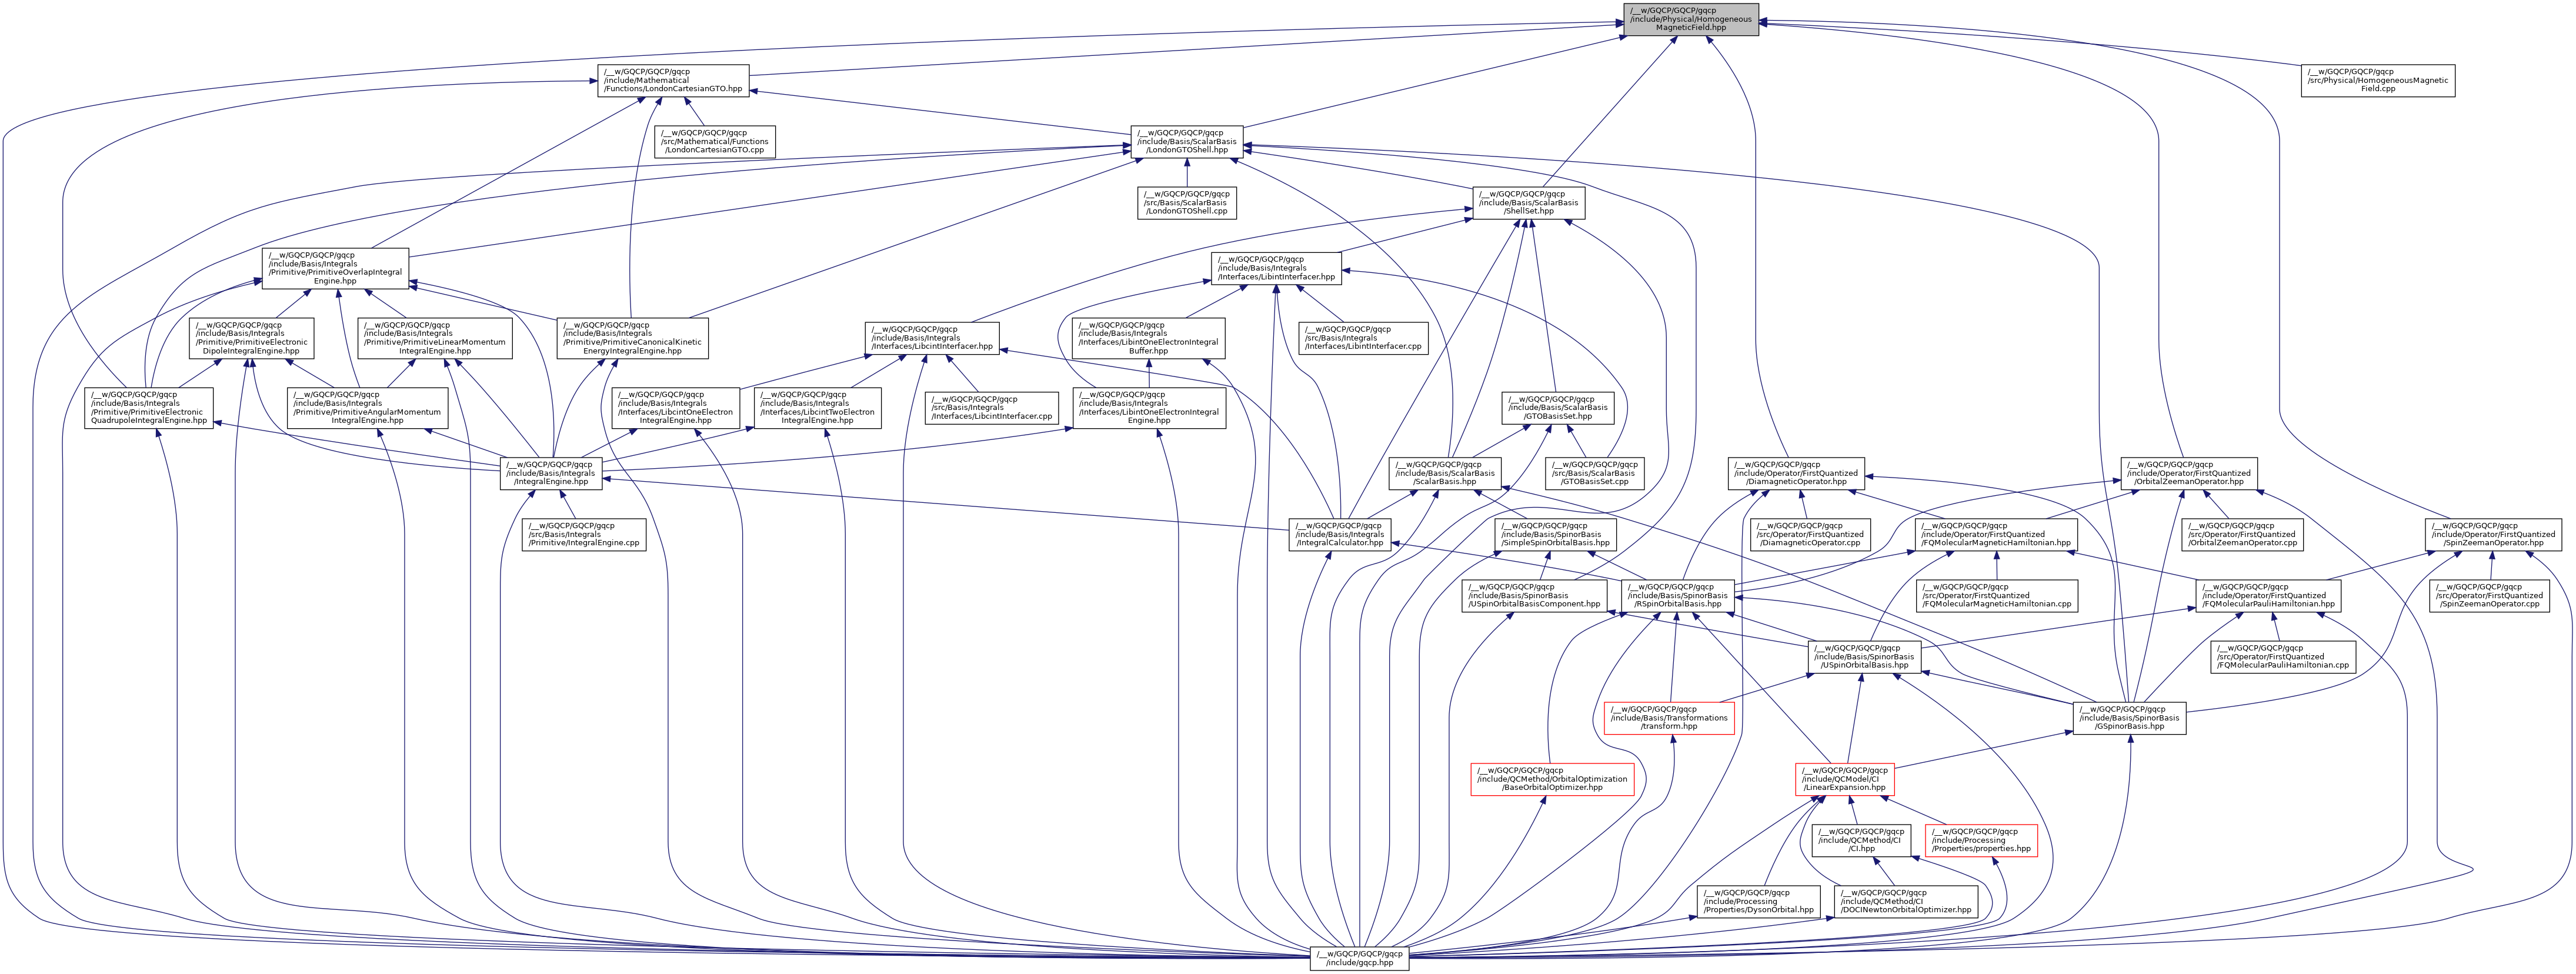 /__w/GQCP/GQCP/gqcp
/include/Physical/Homogeneous
MagneticField.hpp
/__w/GQCP/GQCP/gqcp
/include/Mathematical
/Functions/LondonCartesianGTO.hpp
/__w/GQCP/GQCP/gqcp
/src/Physical/HomogeneousMagnetic
Field.cpp
/__w/GQCP/GQCP/gqcp
/src/Mathematical/Functions
/LondonCartesianGTO.cpp
/__w/GQCP/GQCP/gqcp
/include/Basis/ScalarBasis
/LondonGTOShell.hpp
/__w/GQCP/GQCP/gqcp
/src/Basis/ScalarBasis
/LondonGTOShell.cpp
/__w/GQCP/GQCP/gqcp
/include/Basis/ScalarBasis
/ShellSet.hpp
/__w/GQCP/GQCP/gqcp
/include/Basis/Integrals
/Primitive/PrimitiveOverlapIntegral
Engine.hpp
/__w/GQCP/GQCP/gqcp
/include/Basis/Integrals
/Interfaces/LibintInterfacer.hpp
/__w/GQCP/GQCP/gqcp
/include/Basis/Integrals
/Primitive/PrimitiveElectronic
DipoleIntegralEngine.hpp
/__w/GQCP/GQCP/gqcp
/include/Basis/Integrals
/Primitive/PrimitiveLinearMomentum
IntegralEngine.hpp
/__w/GQCP/GQCP/gqcp
/include/Basis/Integrals
/Primitive/PrimitiveCanonicalKinetic
EnergyIntegralEngine.hpp
/__w/GQCP/GQCP/gqcp
/include/Basis/Integrals
/Interfaces/LibcintInterfacer.hpp
/__w/GQCP/GQCP/gqcp
/include/Basis/Integrals
/Interfaces/LibintOneElectronIntegral
Buffer.hpp
/__w/GQCP/GQCP/gqcp
/src/Basis/Integrals
/Interfaces/LibintInterfacer.cpp
/__w/GQCP/GQCP/gqcp
/include/Basis/Integrals
/Primitive/PrimitiveElectronic
QuadrupoleIntegralEngine.hpp
/__w/GQCP/GQCP/gqcp
/include/Basis/Integrals
/Primitive/PrimitiveAngularMomentum
IntegralEngine.hpp
/__w/GQCP/GQCP/gqcp
/include/Basis/Integrals
/Interfaces/LibcintOneElectron
IntegralEngine.hpp
/__w/GQCP/GQCP/gqcp
/include/Basis/Integrals
/Interfaces/LibcintTwoElectron
IntegralEngine.hpp
/__w/GQCP/GQCP/gqcp
/src/Basis/Integrals
/Interfaces/LibcintInterfacer.cpp
/__w/GQCP/GQCP/gqcp
/include/Basis/Integrals
/Interfaces/LibintOneElectronIntegral
Engine.hpp
/__w/GQCP/GQCP/gqcp
/include/Basis/ScalarBasis
/GTOBasisSet.hpp
/__w/GQCP/GQCP/gqcp
/include/Basis/Integrals
/IntegralEngine.hpp
/__w/GQCP/GQCP/gqcp
/include/Basis/ScalarBasis
/ScalarBasis.hpp
/__w/GQCP/GQCP/gqcp
/src/Basis/ScalarBasis
/GTOBasisSet.cpp
/__w/GQCP/GQCP/gqcp
/include/Operator/FirstQuantized
/DiamagneticOperator.hpp
/__w/GQCP/GQCP/gqcp
/include/Operator/FirstQuantized
/OrbitalZeemanOperator.hpp
/__w/GQCP/GQCP/gqcp
/src/Basis/Integrals
/Primitive/IntegralEngine.cpp
/__w/GQCP/GQCP/gqcp
/include/Basis/Integrals
/IntegralCalculator.hpp
/__w/GQCP/GQCP/gqcp
/include/Basis/SpinorBasis
/SimpleSpinOrbitalBasis.hpp
/__w/GQCP/GQCP/gqcp
/src/Operator/FirstQuantized
/DiamagneticOperator.cpp
/__w/GQCP/GQCP/gqcp
/include/Operator/FirstQuantized
/FQMolecularMagneticHamiltonian.hpp
/__w/GQCP/GQCP/gqcp
/src/Operator/FirstQuantized
/OrbitalZeemanOperator.cpp
/__w/GQCP/GQCP/gqcp
/include/Operator/FirstQuantized
/SpinZeemanOperator.hpp
/__w/GQCP/GQCP/gqcp
/include/Basis/SpinorBasis
/USpinOrbitalBasisComponent.hpp
/__w/GQCP/GQCP/gqcp
/include/Basis/SpinorBasis
/RSpinOrbitalBasis.hpp
/__w/GQCP/GQCP/gqcp
/src/Operator/FirstQuantized
/FQMolecularMagneticHamiltonian.cpp
/__w/GQCP/GQCP/gqcp
/include/Operator/FirstQuantized
/FQMolecularPauliHamiltonian.hpp
/__w/GQCP/GQCP/gqcp
/src/Operator/FirstQuantized
/SpinZeemanOperator.cpp
/__w/GQCP/GQCP/gqcp
/include/Basis/SpinorBasis
/USpinOrbitalBasis.hpp
/__w/GQCP/GQCP/gqcp
/src/Operator/FirstQuantized
/FQMolecularPauliHamiltonian.cpp
/__w/GQCP/GQCP/gqcp
/include/Basis/Transformations
/transform.hpp
/__w/GQCP/GQCP/gqcp
/include/Basis/SpinorBasis
/GSpinorBasis.hpp
/__w/GQCP/GQCP/gqcp
/include/QCMethod/OrbitalOptimization
/BaseOrbitalOptimizer.hpp
/__w/GQCP/GQCP/gqcp
/include/QCModel/CI
/LinearExpansion.hpp
/__w/GQCP/GQCP/gqcp
/include/QCMethod/CI
/CI.hpp
/__w/GQCP/GQCP/gqcp
/include/Processing
/Properties/properties.hpp
/__w/GQCP/GQCP/gqcp
/include/Processing
/Properties/DysonOrbital.hpp
/__w/GQCP/GQCP/gqcp
/include/QCMethod/CI
/DOCINewtonOrbitalOptimizer.hpp
/__w/GQCP/GQCP/gqcp
/include/gqcp.hpp